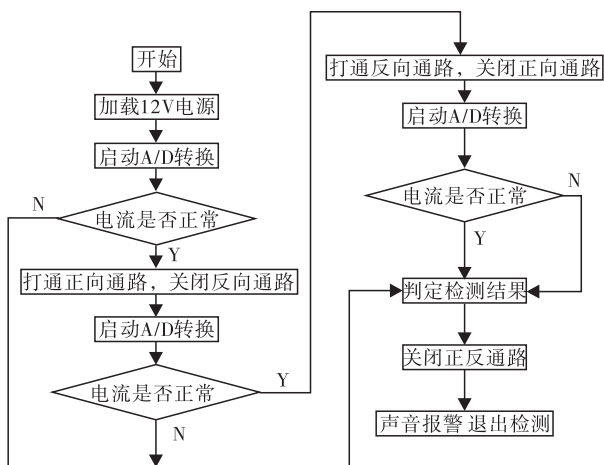 开始
加载12V电源
启动A/D转换
电流是否正常
N
Y
打通正向通路，关闭反向通路
启动A/D转换
电流是否正常
Y
N
打通反向通路，关闭正向通路
启动A/D转换
电流是否正常
N
Y
判定检测结果
关闭正反通路
声音报警 退出检测